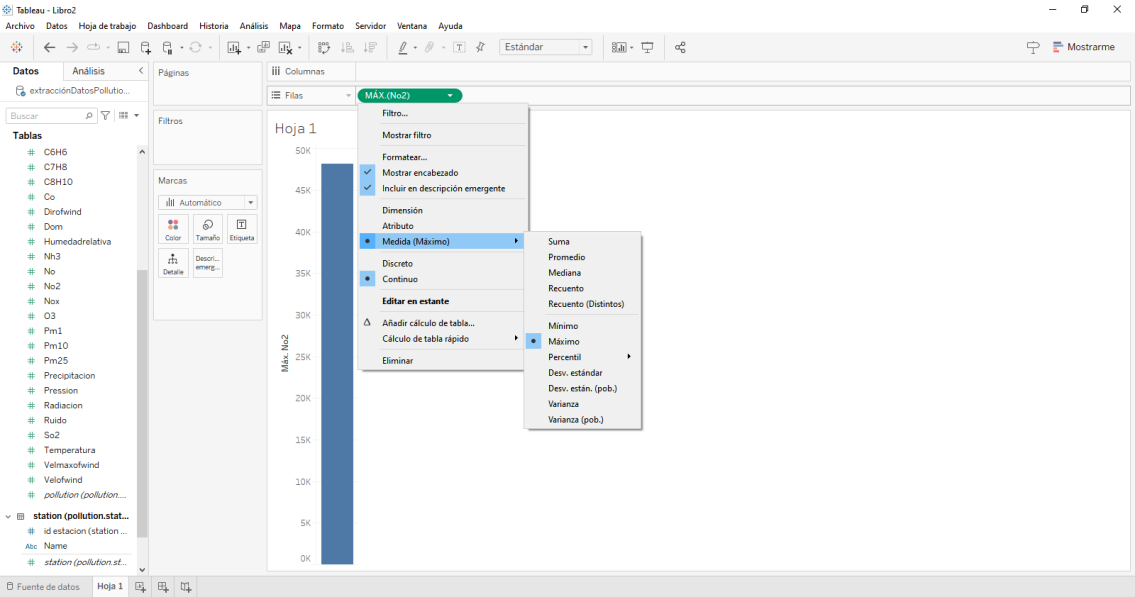 Tableau - Libro2
Archivo Datos Hoja de trabajo Dashboard Historia Análisis Mapa Formato Servidor Ventana Ayuda
Estándar
Mostrarme
Datos
Análisis
extracciónDatosPollutio...
Buscar
Tablas
C6H6
C7H8
C8H10
Co
Dirofwind
Dom
Humedadrelativa
Nh3
No
No2
Nox
O3
Pm1
Pm10
Pm25
Precipitacion
Pression
Radiacion
Ruido
So2
Temperatura
Velmaxofwind
Velofwind
pollution (pollution....
station (pollution.stat...
id estacion (station ...
Abc Name
station (pollution.st...
Páginas
Filtros
Marcas
Automático
Color
Tamaño
T
Etiqueta
Detalle
Descri...
emerg...
Columnas
Filas
MÁX.(No2)
Hoja 1
50K
45K
40K
35K
30K
25K
20K
15K
10K
5K
0K
Máx. No2
Filtro...
Mostrar filtro
Formatear...
Mostrar encabezado
Incluir en descripción emergente
Dimensión
Atributo
Medida (Máximo)
Discreto
Continuo
Editar en estante
Añadir cálculo de tabla...
Cálculo de tabla rápido
Eliminar
Suma
Promedio
Mediana
Recuento
Recuento (Distintos)
Mínimo
Máximo
Percentil
Desv. estándar
Desv. están. (pob.)
Varianza
Varianza (pob.)
Fuente de datos
Hoja 1